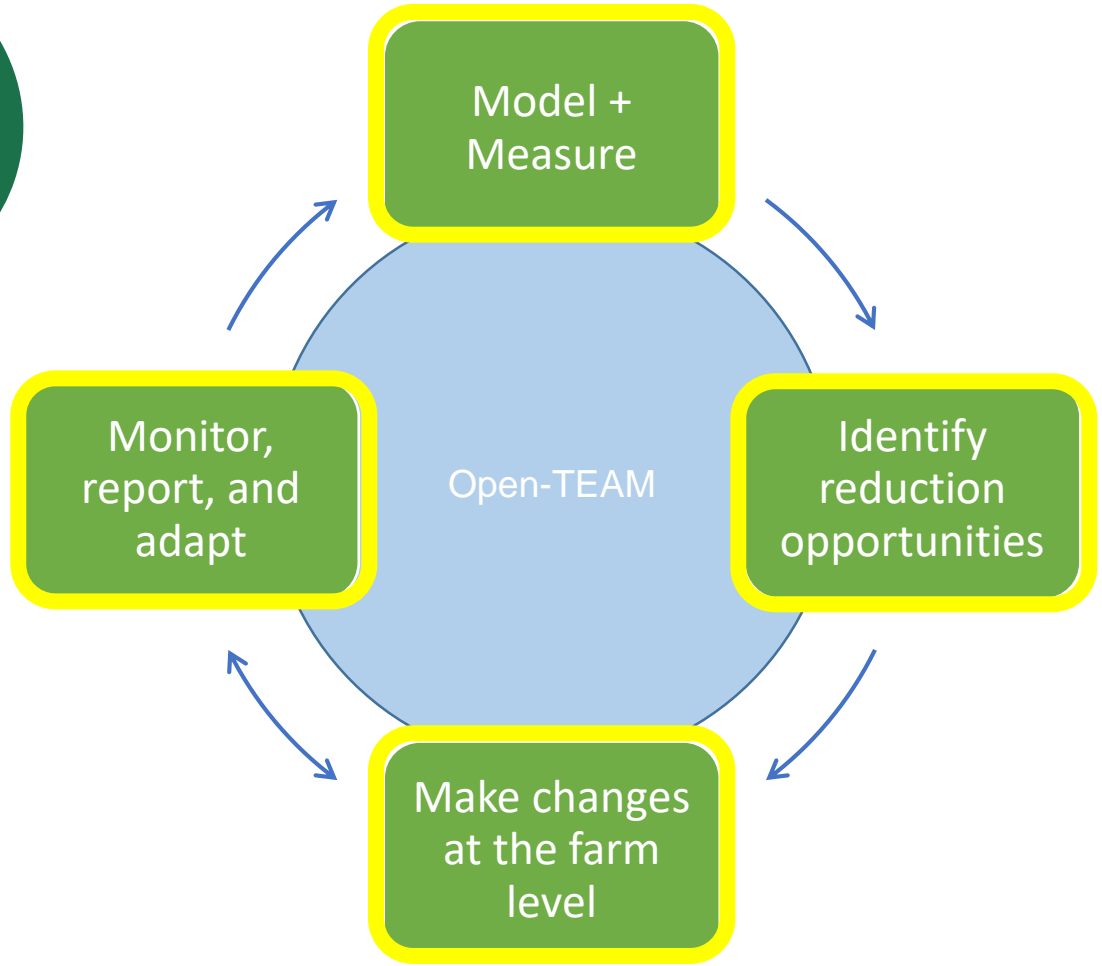 Model +
Measure
Monitor,
report, and
adapt
Open-TEAM
Identify
reduction
opportunities
Make changes
at the farm
level